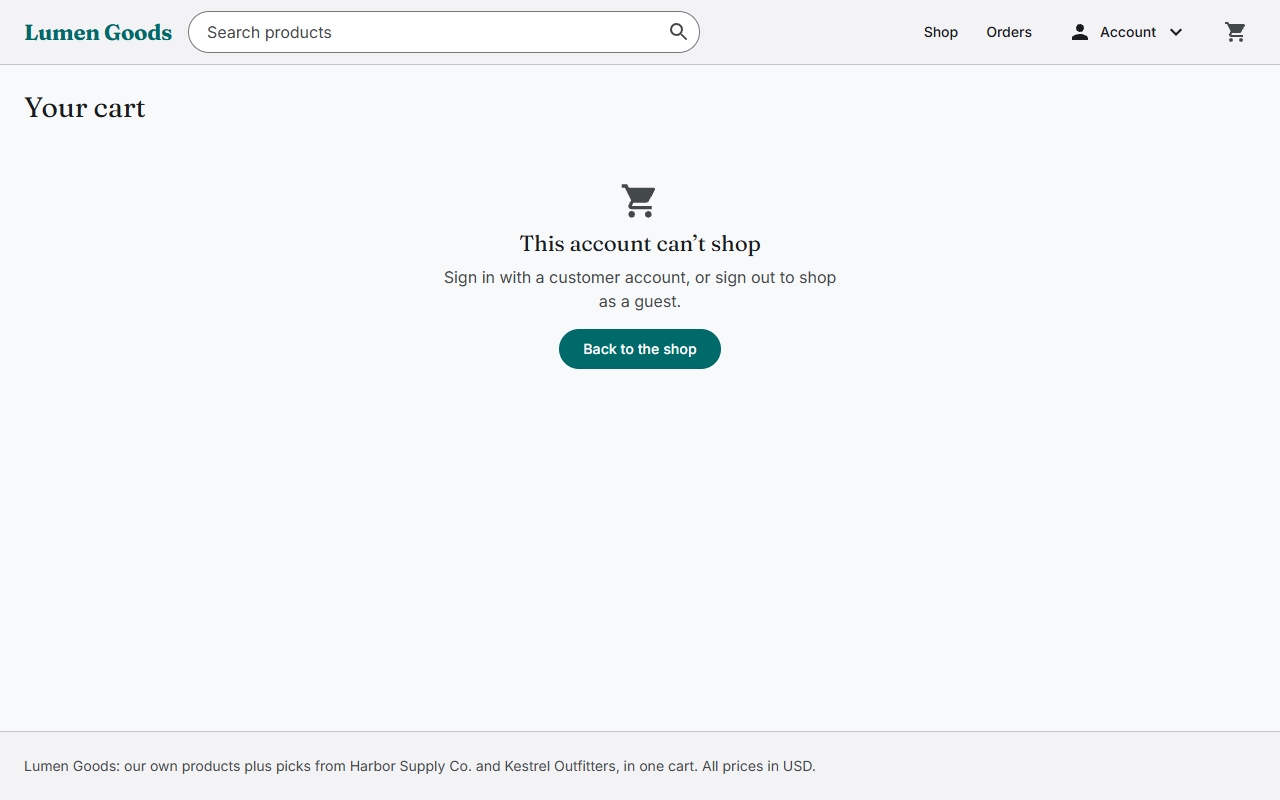 Lumen Goods
Search products
Shop
Orders
Account
Your cart
This account can’t shop
Sign in with a customer account, or sign out to shop
as a guest.
Back to the shop
Lumen Goods: our own products plus picks from Harbor Supply Co. and Kestrel Outfitters, in one cart. All prices in USD.